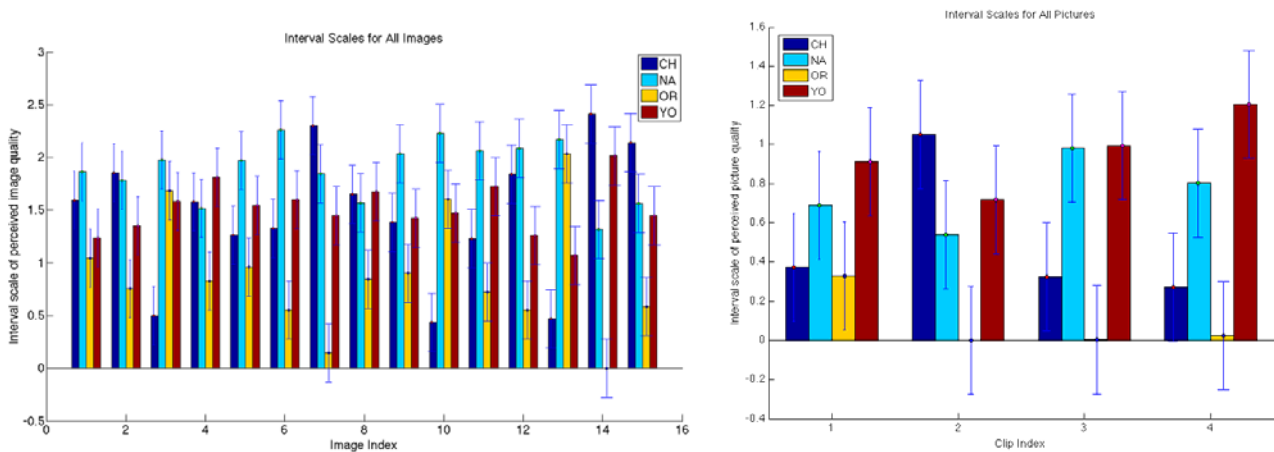 Interval Scales for All Images
Interval scale of perceived image quality
3
2.5
2
1.5
1
0.5
0
-0.5
CH
NA
OR
YO
0 2 4 6 8 10 12 14 16
Image Index
Interval Scales for All Pictures
Interval scale of perceived picture quality
1.6
1.4
1.2
1
0.8
0.6
0.4
0.2
0
-0.2
-0.4
CH
NA
OR
YO
1 2 3 4
Clip Index